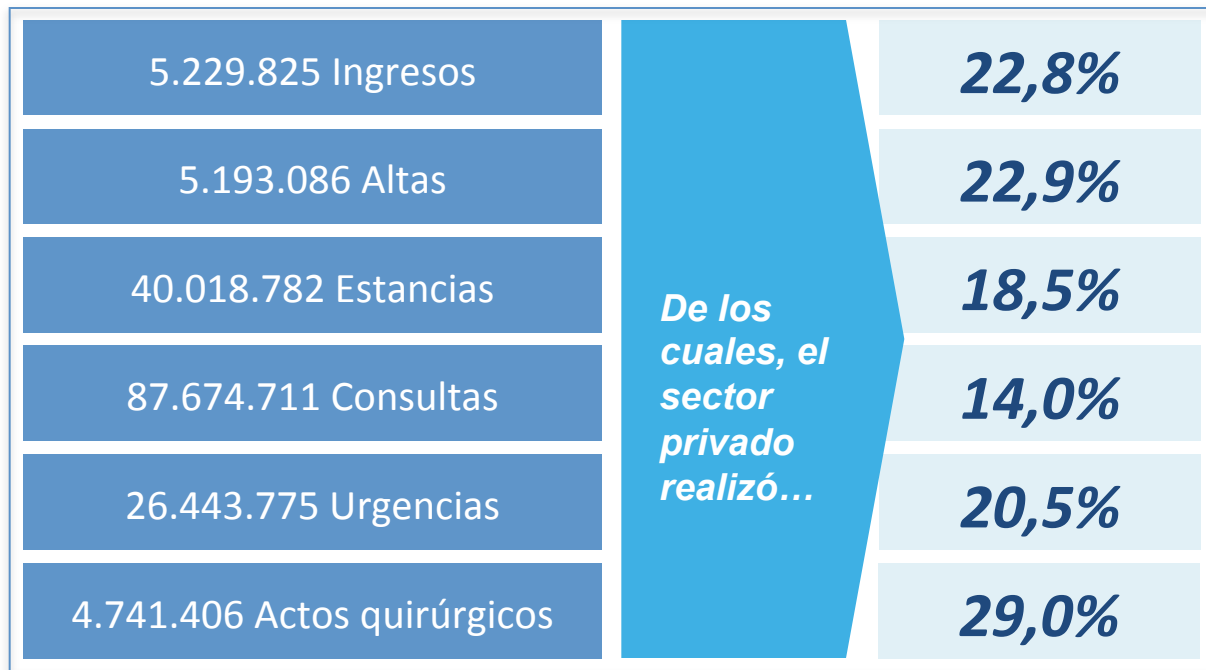 5.229.825 Ingresos
22,8%
5.193.086 Altas
22,9%
40.018.782 Estancias
18,5%
De los
cuales, el
sector
privado
realizó…
87.674.711 Consultas
14,0%
26.443.775 Urgencias
20,5%
4.741.406 Actos quirúrgicos
29,0%